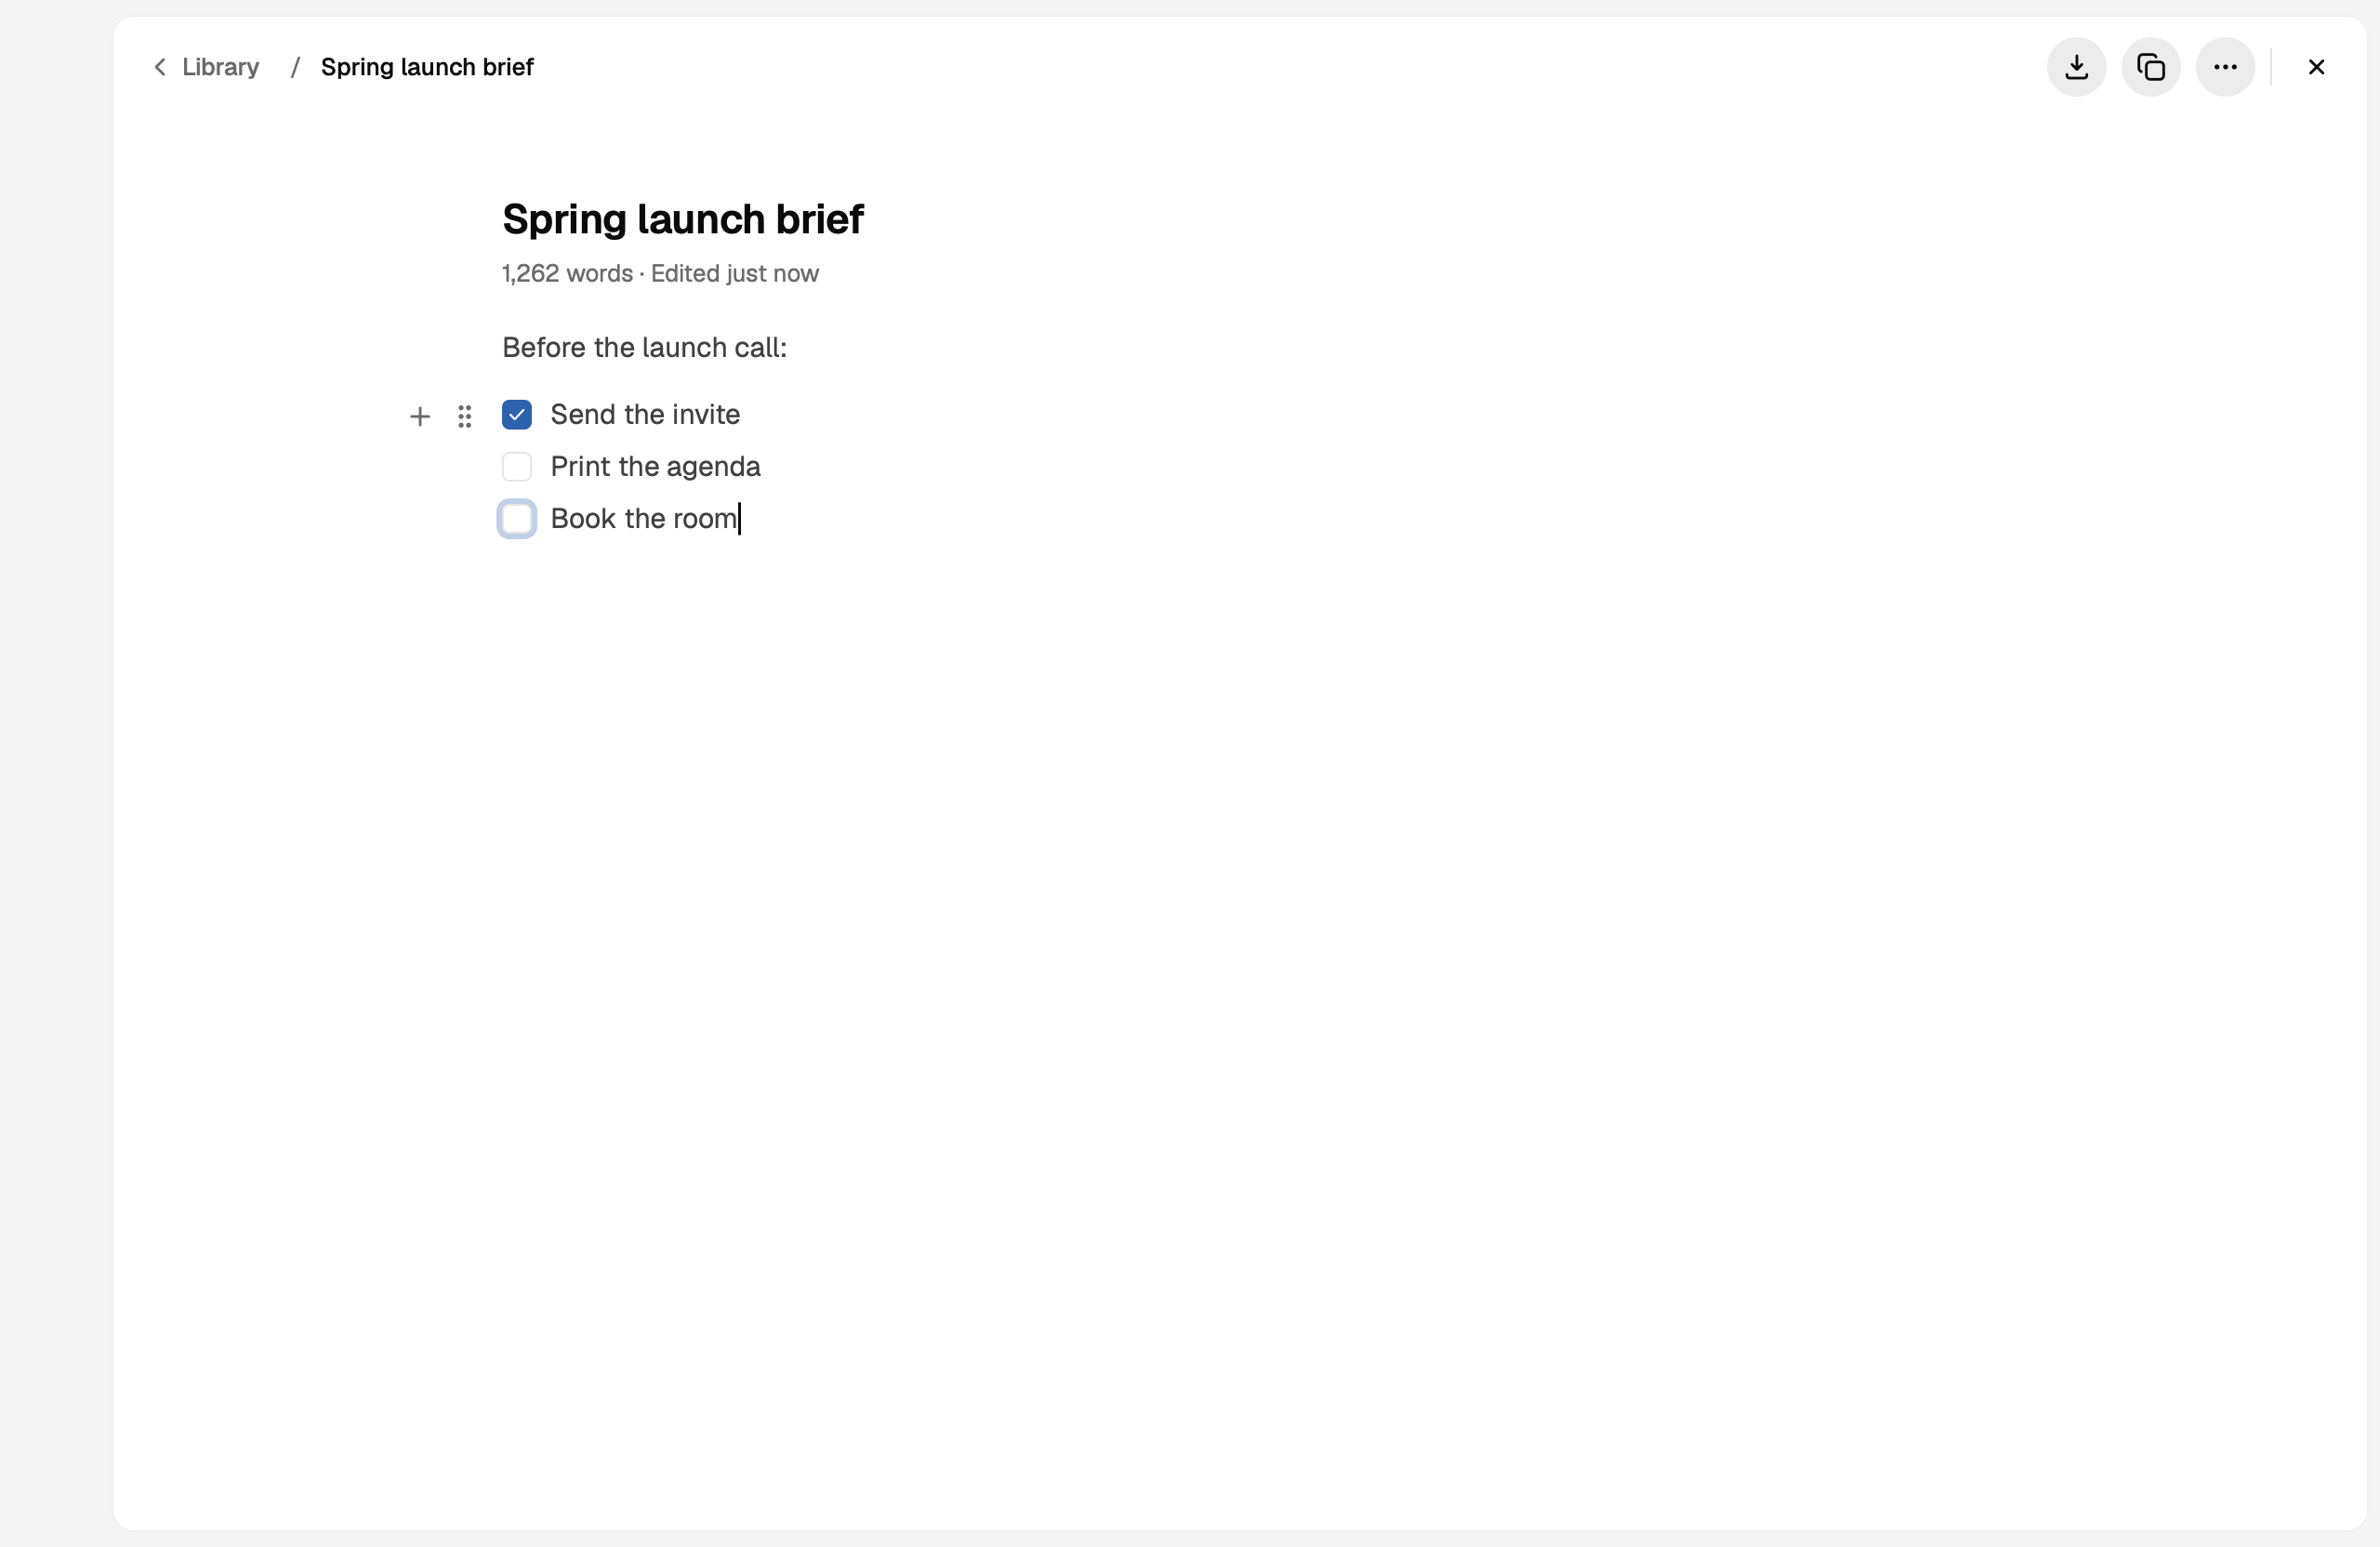 Library / Spring launch brief
Spring launch brief
1,262 words · Edited just now
Before the launch call:
Send the invite
Print the agenda
Book the room